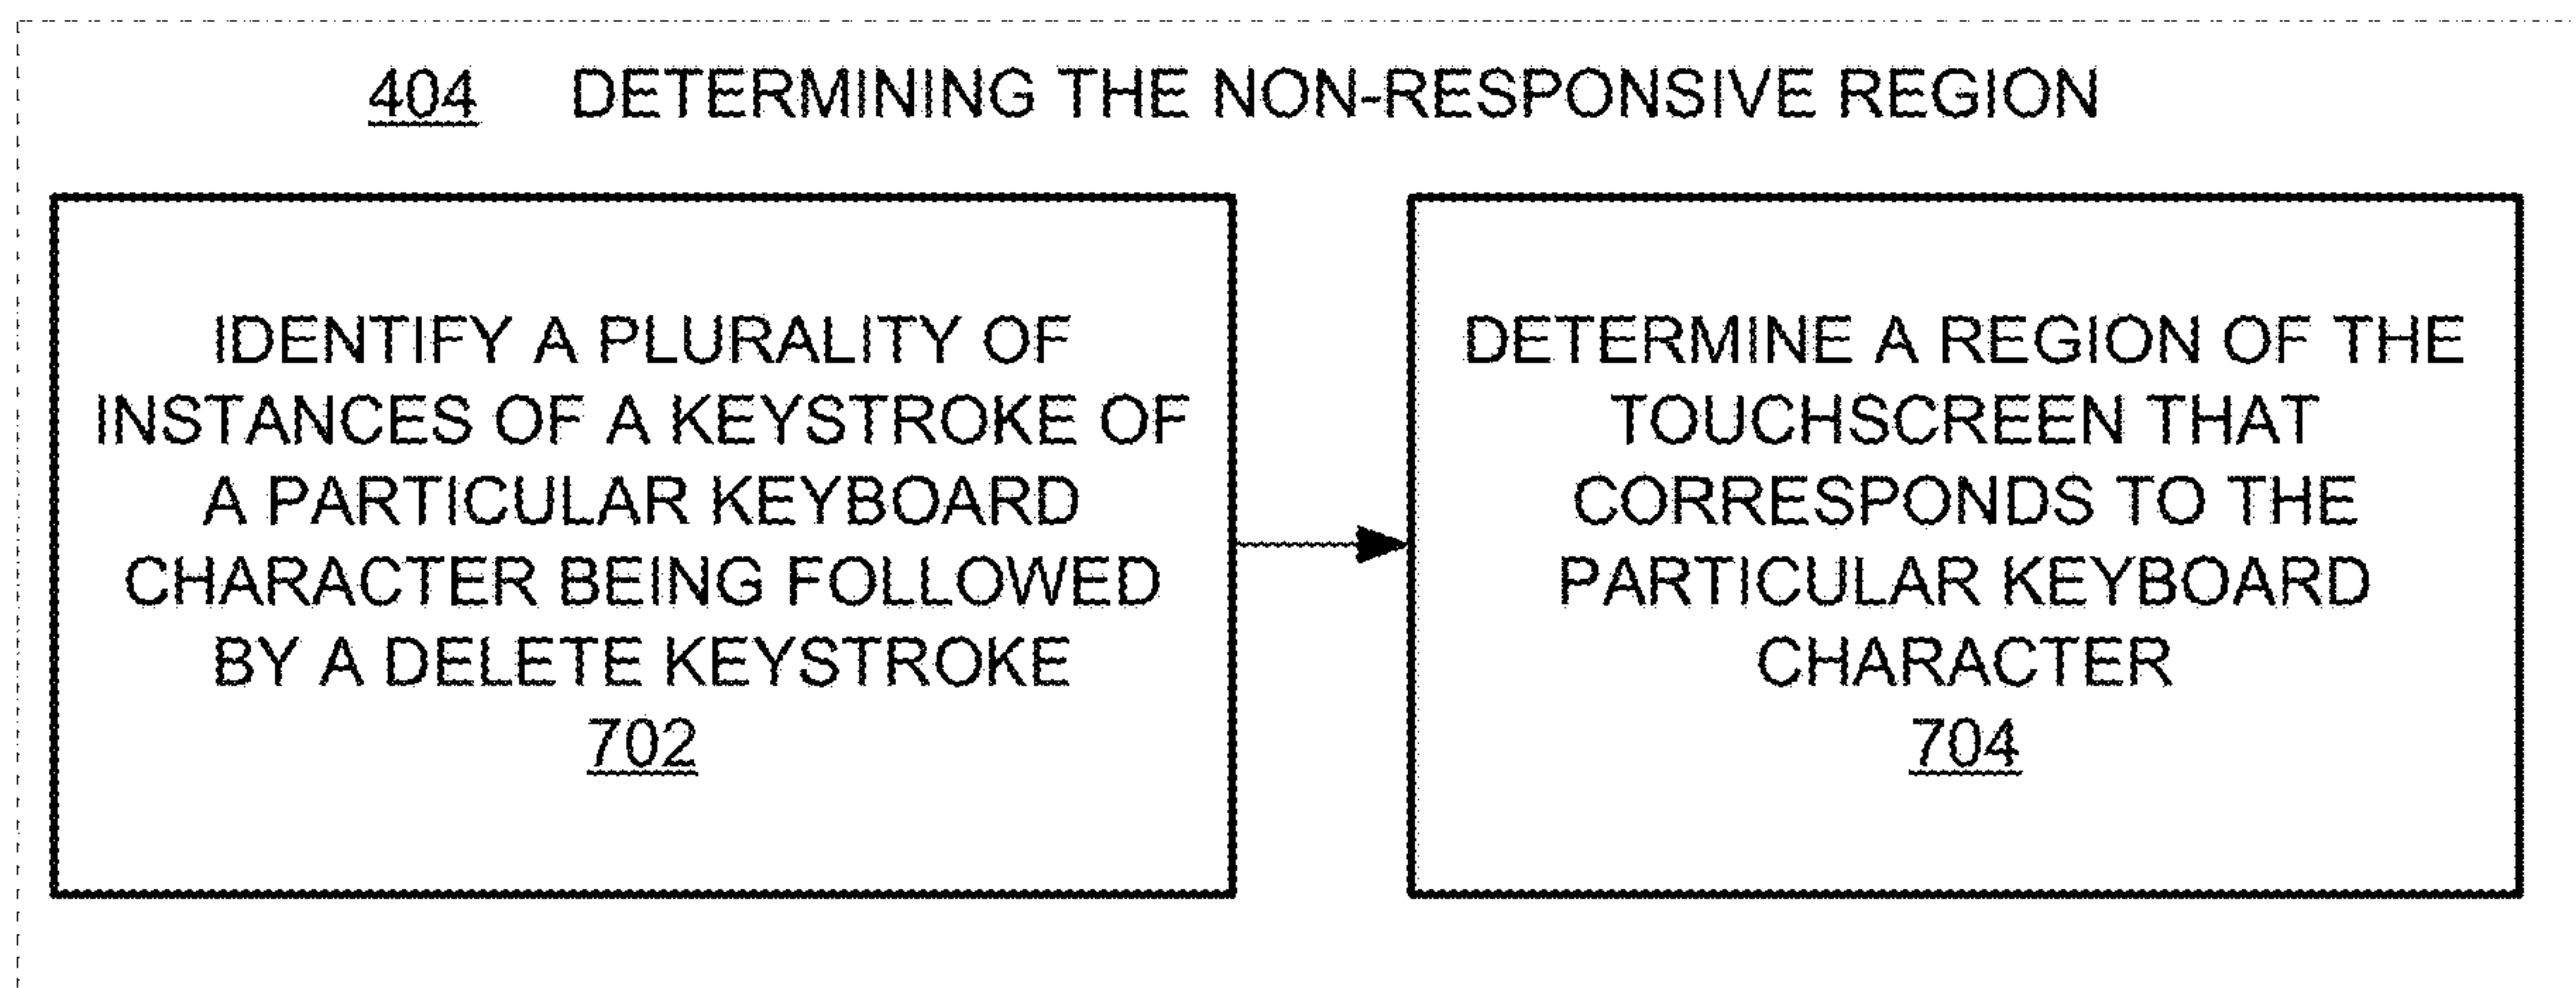 404 DETERMINING THE NON-RESPONSIVE REGION
IDENTIFY A PLURALITY OF
INSTANCES OF A KEYSTROKE OF
A PARTICULAR KEYBOARD
CHARACTER BEING FOLLOWED
BY A DELETE KEYSTROKE
702
DETERMINE A REGION OF THE
TOUCHSCREEN THAT
CORRESPONDS TO THE
PARTICULAR KEYBOARD
CHARACTER
704